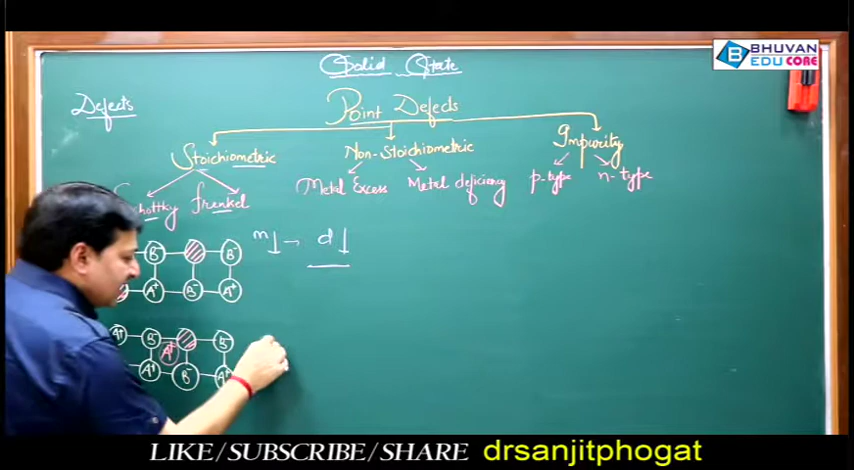 Solid State
BHUVAN
EDU CORE
Defects
Point Defects
Stoichiometric Non-Stoichiometric Impurity
Metal Excess Metal deficiency p-type n-type
frenkel
B⁻ B⁻
m↓ → d↓
A⁺ B⁻ A⁺
A⁺ B⁻ B⁻
A⁺
A⁺ B⁻ A⁺
LIKE/SUBSCRIBE/SHARE drsanjitphogat